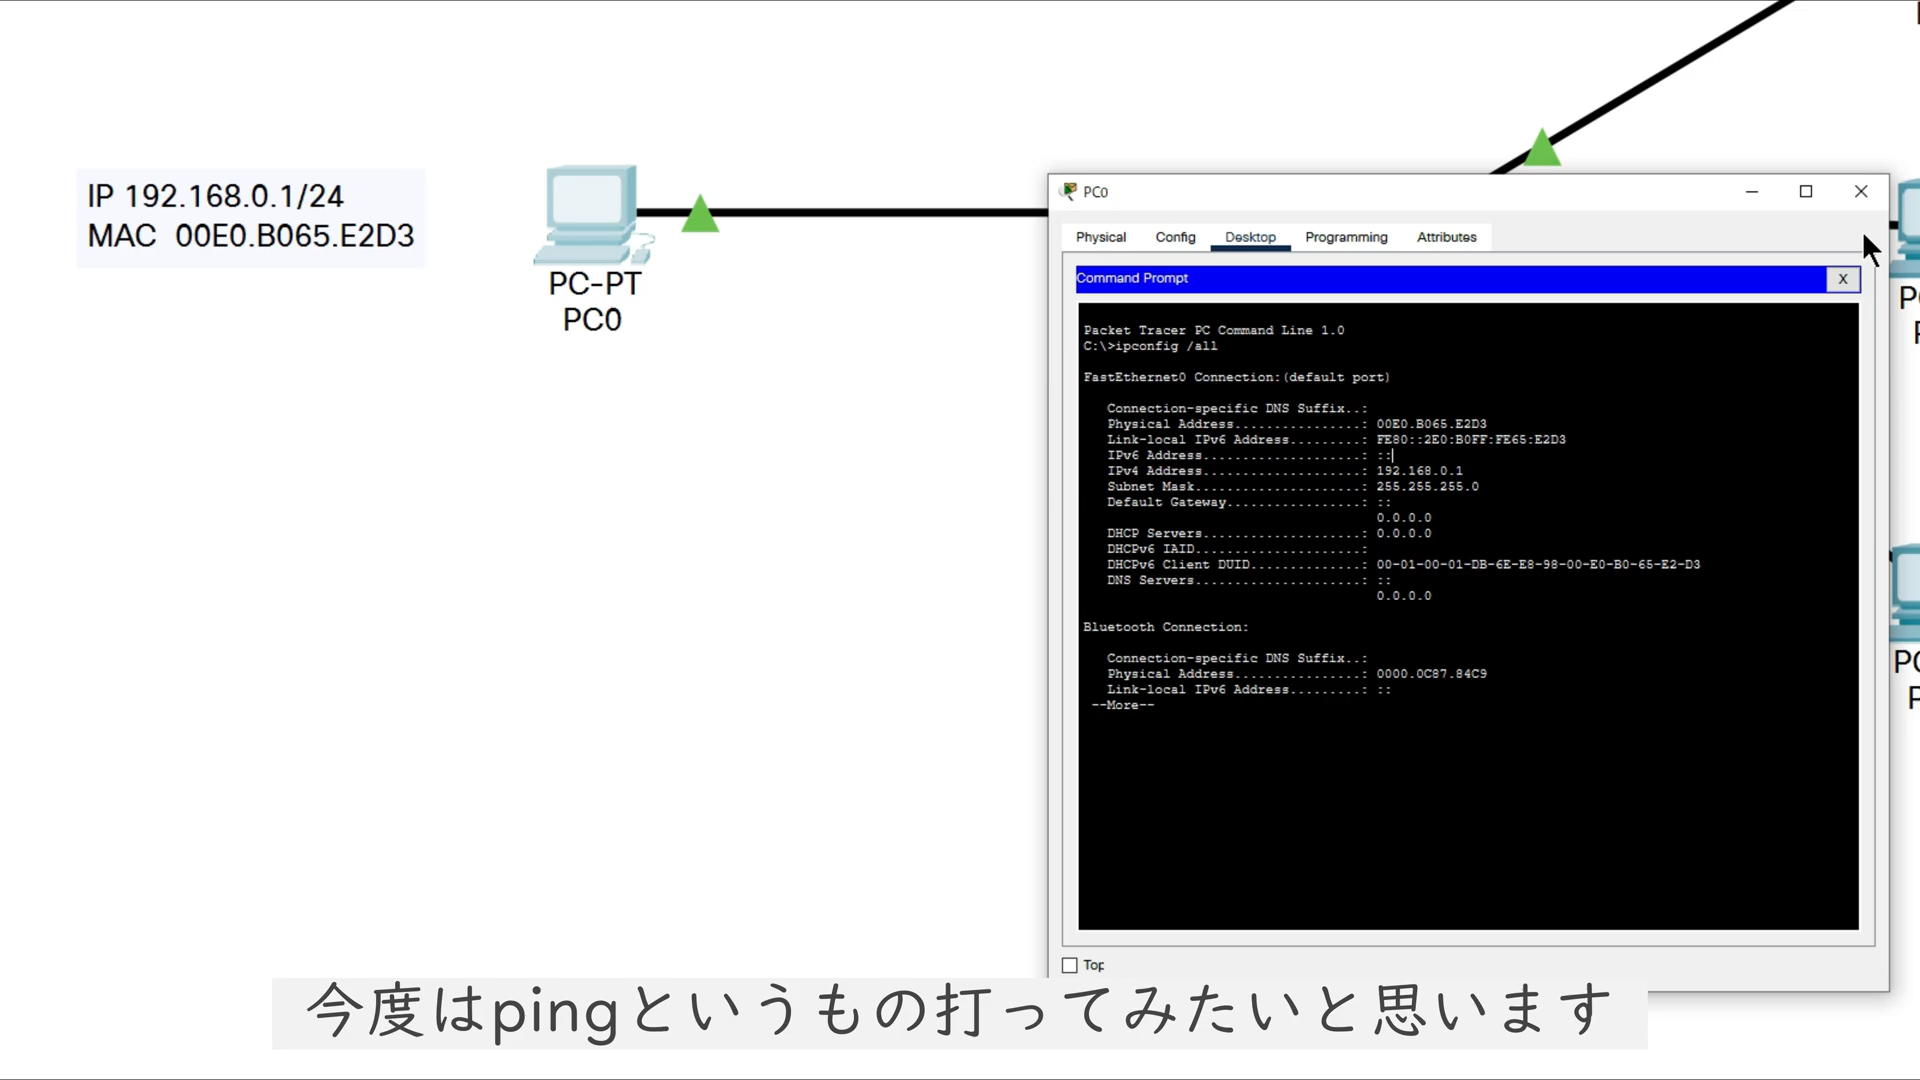 IP 192.168.0.1/24
MAC 00E0.B065.E2D3
PC-PT
PC0
PC0
Physical Config Desktop Programming Attributes
Command Prompt X
Packet Tracer PC Command Line 1.0
C:\>ipconfig /all
FastEthernet0 Connection:(default port)
Connection-specific DNS Suffix..:
Physical Address................: 00E0.B065.E2D3
Link-local IPv6 Address.........: FE80::2E0:B0FF:FE65:E2D3
IPv6 Address....................: ::
IPv4 Address....................: 192.168.0.1
Subnet Mask.....................: 255.255.255.0
Default Gateway.................: ::
0.0.0.0
DHCP Servers....................: 0.0.0.0
DHCPv6 IAID.....................:
DHCPv6 Client DUID..............: 00-01-00-01-DB-6E-E8-98-00-E0-B0-65-E2-D3
DNS Servers.....................: ::
0.0.0.0
Bluetooth Connection:
Connection-specific DNS Suffix..:
Physical Address................: 0000.0C87.84C9
Link-local IPv6 Address.........: ::
--More--
Top
今度はpingというもの打ってみたいと思います